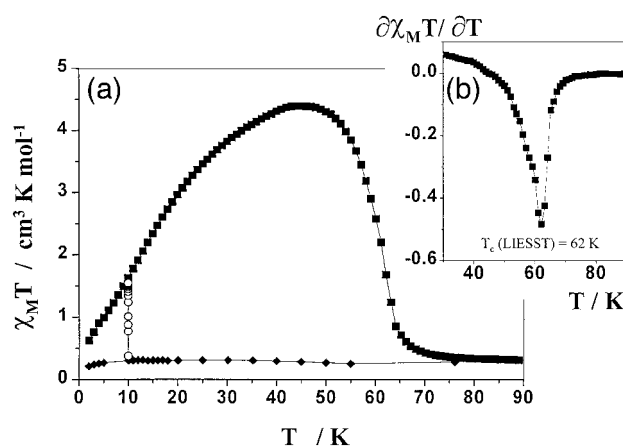 ∂χMT/ ∂T
(a)
(b)
χMT / cm³ K mol⁻¹
5
4
3
2
1
0
0 10 20 30 40 50 60 70 80 90
T / K
0.0
-0.2
-0.4
-0.6
Tc (LIESST) = 62 K
40 60 80
T / K